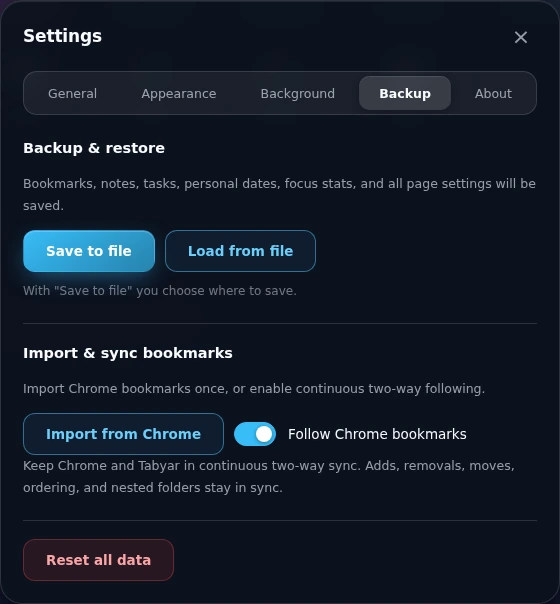 Settings
General Appearance Background Backup About
Backup & restore
Bookmarks, notes, tasks, personal dates, focus stats, and all page settings will be
saved.
Save to file Load from file
With "Save to file" you choose where to save.
Import & sync bookmarks
Import Chrome bookmarks once, or enable continuous two-way following.
Import from Chrome Follow Chrome bookmarks
Keep Chrome and Tabyar in continuous two-way sync. Adds, removals, moves,
ordering, and nested folders stay in sync.
Reset all data